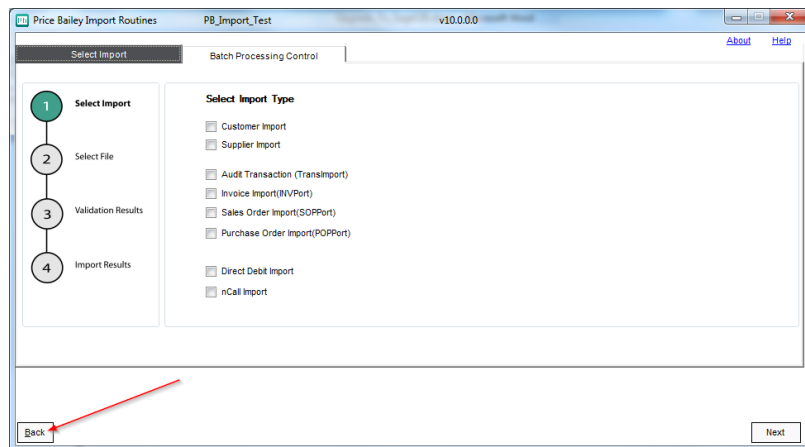 Price Bailey Import Routines PB_Import_Test v10.0.0.0
About Help
Select Import Batch Processing Control
1 Select Import
2 Select File
3 Validation Results
4 Import Results
Select Import Type
Customer Import
Supplier Import
Audit Transaction (TransImport)
Invoice Import(INVPort)
Sales Order Import(SOPPort)
Purchase Order Import(POPPort)
Direct Debit Import
nCall Import
Back Next